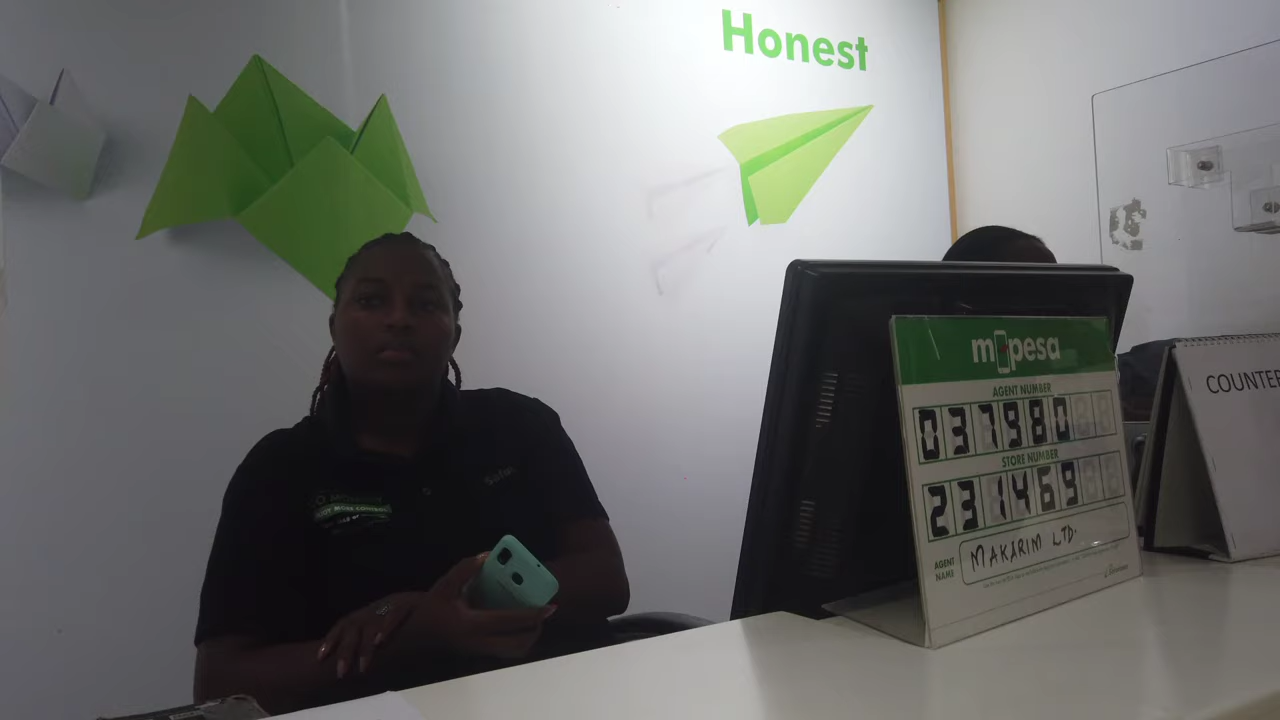 Honest
m pesa
AGENT NUMBER
037980
STORE NUMBER
231469
AGENT
NAME
MAKARIM LTD.
COUNTER